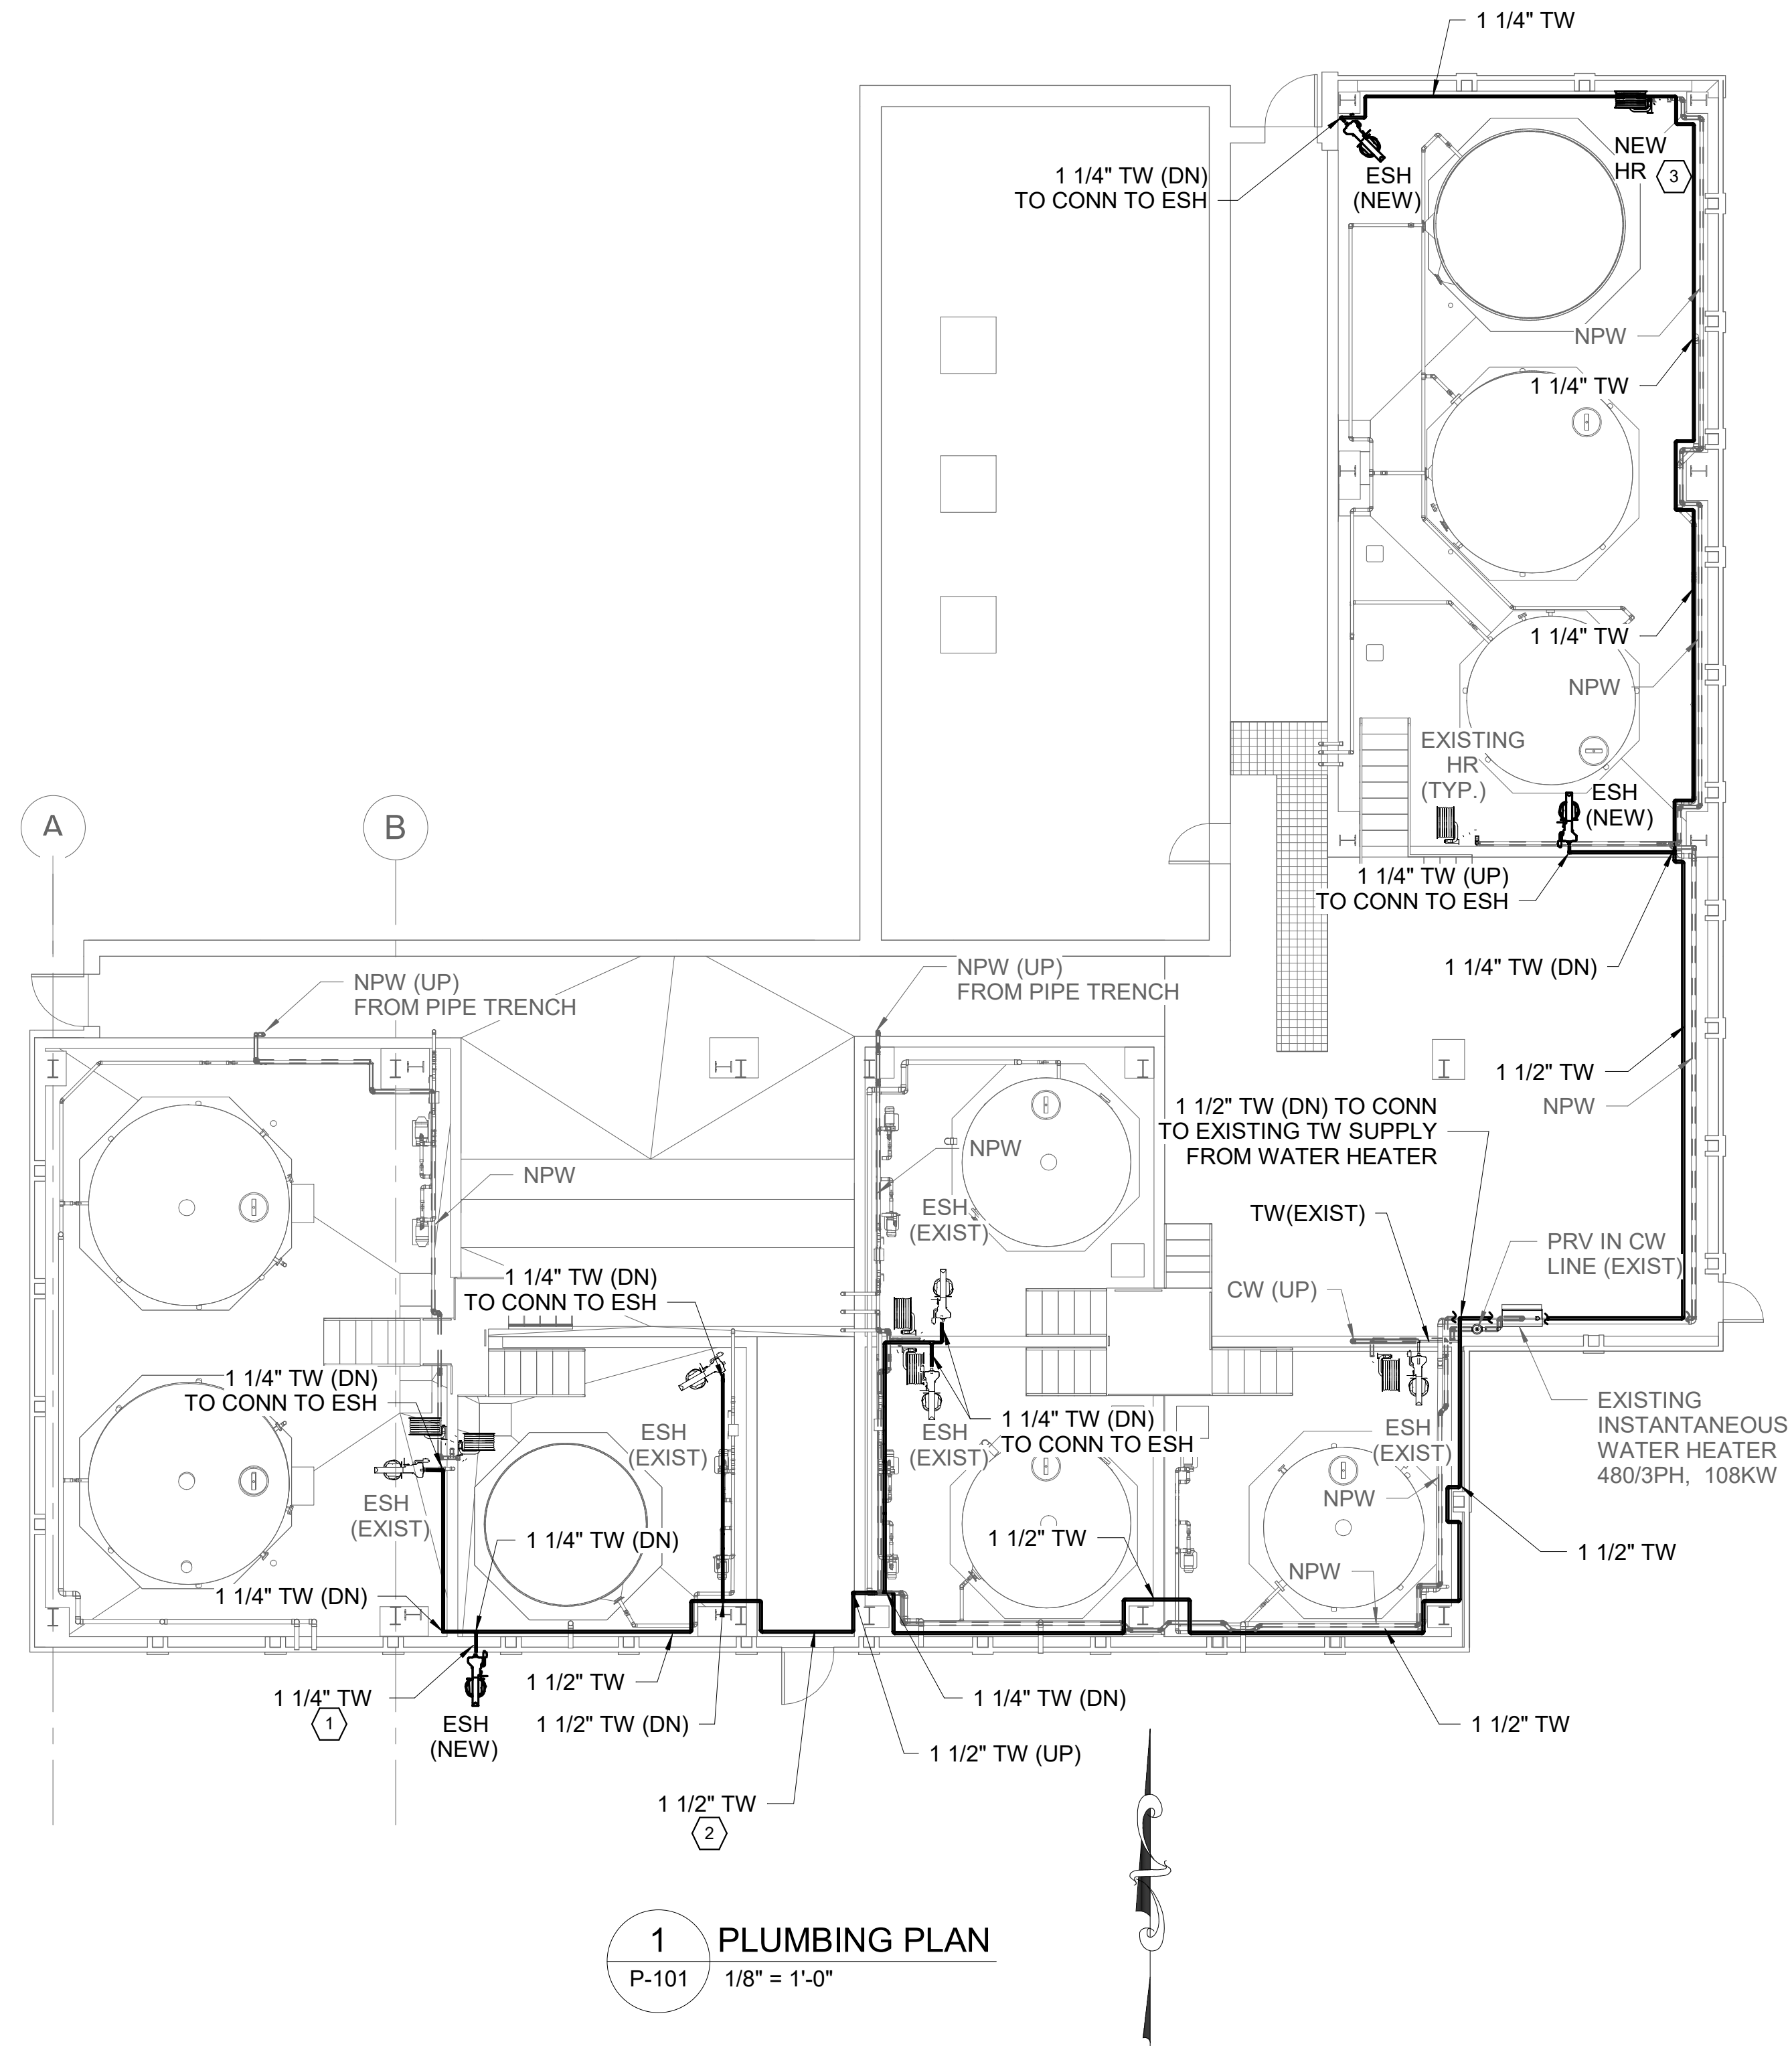 1 1/4" TW
NEW
HR
3
1 1/4" TW (DN)
TO CONN TO ESH
ESH
(NEW)
NPW
1 1/4" TW
1 1/4" TW
NPW
EXISTING
HR
(TYP.)
ESH
(NEW)
A
B
1 1/4" TW (UP)
TO CONN TO ESH
1 1/4" TW (DN)
NPW (UP)
FROM PIPE TRENCH
NPW (UP)
FROM PIPE TRENCH
1 1/2" TW
NPW
1 1/2" TW (DN) TO CONN
TO EXISTING TW SUPPLY
FROM WATER HEATER
NPW
NPW
ESH
(EXIST)
TW(EXIST)
PRV IN CW
LINE (EXIST)
CW (UP)
1 1/4" TW (DN)
TO CONN TO ESH
1 1/4" TW (DN)
TO CONN TO ESH
EXISTING
INSTANTANEOUS
WATER HEATER
480/3PH, 108KW
1 1/4" TW (DN)
TO CONN TO ESH
ESH
(EXIST)
ESH
(EXIST)
ESH
(EXIST)
ESH
(EXIST)
NPW
1 1/4" TW (DN)
1 1/2" TW
1 1/2" TW
NPW
1 1/4" TW (DN)
1 1/2" TW
1 1/4" TW
1
ESH
(NEW)
1 1/2" TW (DN)
1 1/4" TW (DN)
1 1/2" TW
1 1/2" TW (UP)
1 1/2" TW
2
1
PLUMBING PLAN
P-101
1/8" = 1'-0"